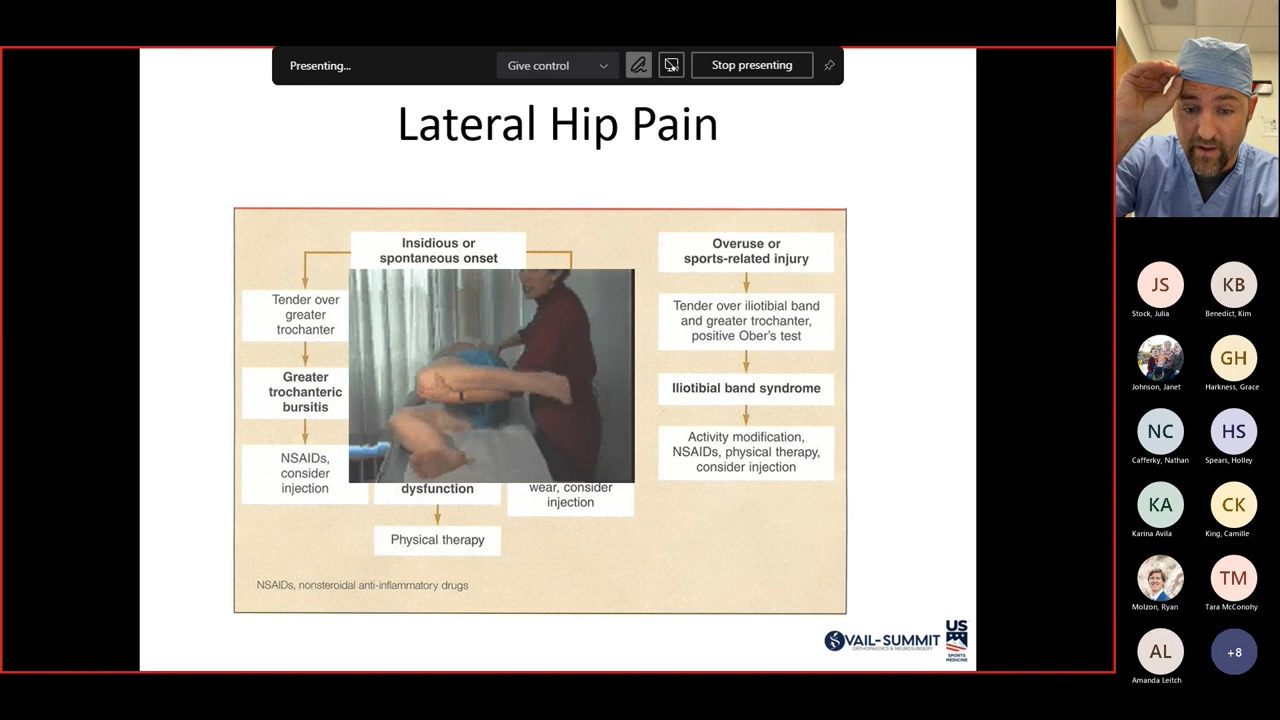 Presenting...
Give control
Stop presenting
Lateral Hip Pain
Insidious or
spontaneous onset
Tender over
greater
trochanter
Greater
trochanteric
bursitis
NSAIDs,
consider
injection
dysfunction
Physical therapy
wear, consider
injection
Overuse or
sports-related injury
Tender over iliotibial band
and greater trochanter,
positive Ober's test
Iliotibial band syndrome
Activity modification,
NSAIDs, physical therapy,
consider injection
NSAIDs, nonsteroidal anti-inflammatory drugs
VAIL-SUMMIT
ORTHOPAEDICS & NEUROSURGERY
US
SPORTS
MEDICINE
JS
Stock, Julia
KB
Benedict, Kim
Johnson, Janet
GH
Harkness, Grace
NC
Cafferky, Nathan
HS
Spears, Holley
KA
Karina Avila
CK
King, Camille
Molzon, Ryan
TM
Tara McConohy
AL
Amanda Leitch
+8